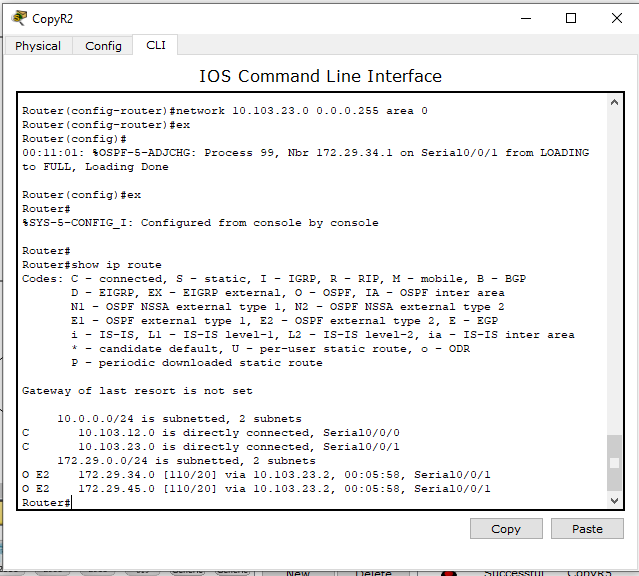 CopyR2
Physical Config CLI
IOS Command Line Interface
Router(config-router)#network 10.103.23.0 0.0.0.255 area 0
Router(config-router)#ex
Router(config)#
00:11:01: %OSPF-5-ADJCHG: Process 99, Nbr 172.29.34.1 on Serial0/0/1 from LOADING
to FULL, Loading Done
Router(config)#ex
Router#
%SYS-5-CONFIG_I: Configured from console by console
Router#
Router#show ip route
Codes: C - connected, S - static, I - IGRP, R - RIP, M - mobile, B - BGP
D - EIGRP, EX - EIGRP external, O - OSPF, IA - OSPF inter area
N1 - OSPF NSSA external type 1, N2 - OSPF NSSA external type 2
E1 - OSPF external type 1, E2 - OSPF external type 2, E - EGP
i - IS-IS, L1 - IS-IS level-1, L2 - IS-IS level-2, ia - IS-IS inter area
* - candidate default, U - per-user static route, o - ODR
P - periodic downloaded static route
Gateway of last resort is not set
10.0.0.0/24 is subnetted, 2 subnets
C 10.103.12.0 is directly connected, Serial0/0/0
C 10.103.23.0 is directly connected, Serial0/0/1
172.29.0.0/24 is subnetted, 2 subnets
O E2 172.29.34.0 [110/20] via 10.103.23.2, 00:05:58, Serial0/0/1
O E2 172.29.45.0 [110/20] via 10.103.23.2, 00:05:58, Serial0/0/1
Router#
Copy Paste
New Delete Successful CopyR5